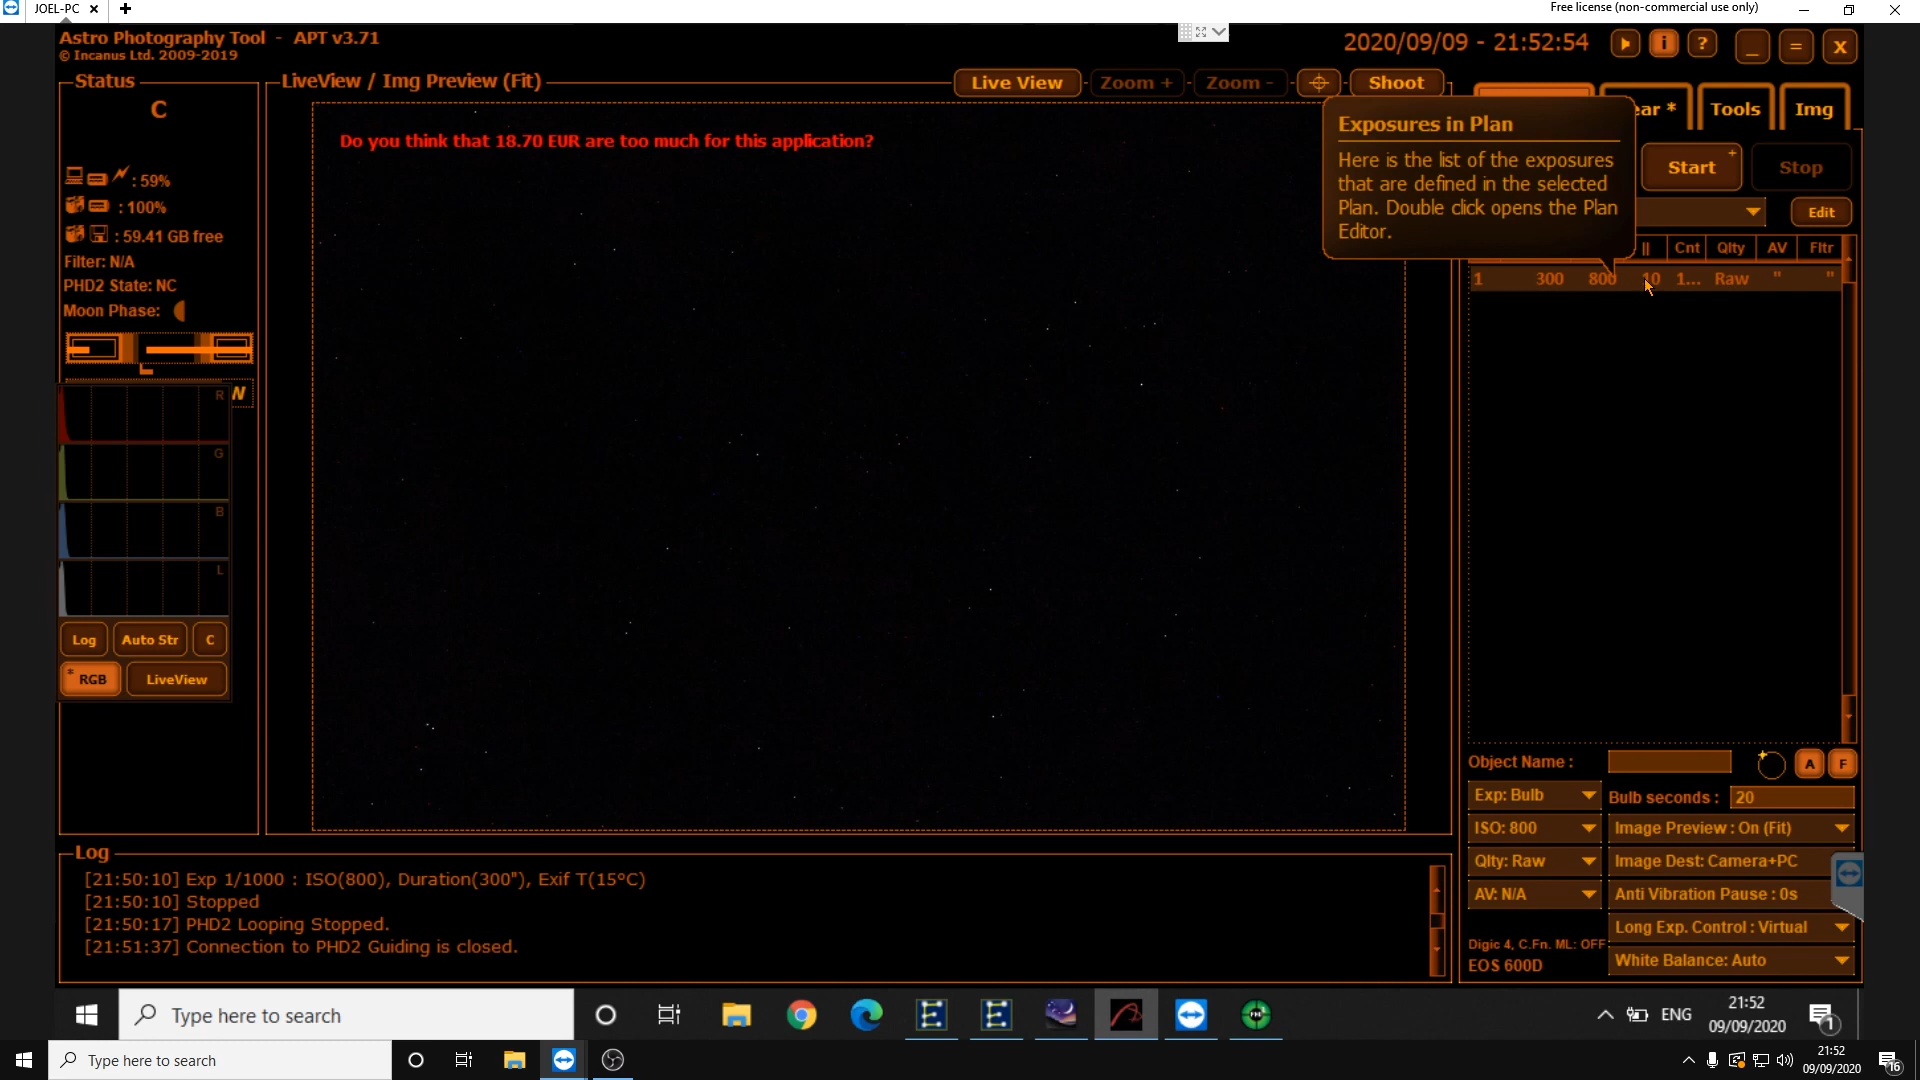 JOEL-PC
Free license (non-commercial use only)
Astro Photography Tool - APT v3.71
© Incanus Ltd. 2009-2019
2020/09/09 - 21:52:54
i ? _ = X
Status
C
: 59%
: 100%
: 59.41 GB free
Filter: N/A
PHD2 State: NC
Moon Phase:
W
R
G
B
L
Log Auto Str C
* RGB LiveView
LiveView / Img Preview (Fit)
Live View Zoom + Zoom - Shoot
Do you think that 18.70 EUR are too much for this application?
Exposures in Plan
Here is the list of the exposures
that are defined in the selected
Plan. Double click opens the Plan
Editor.
ear * Tools Img
Start + Stop
Edit
|| Cnt Qlty AV Fltr
1 300 800 10 1... Raw " "
Object Name :
A F
Exp: Bulb Bulb seconds : 20
ISO: 800 Image Preview : On (Fit)
Qlty: Raw Image Dest: Camera+PC
AV: N/A Anti Vibration Pause : 0s
Long Exp. Control : Virtual
Digic 4, C.Fn. ML: OFF
EOS 600D White Balance: Auto
Log
[21:50:10] Exp 1/1000 : ISO(800), Duration(300"), Exif T(15°C)
[21:50:10] Stopped
[21:50:17] PHD2 Looping Stopped.
[21:51:37] Connection to PHD2 Guiding is closed.
Type here to search
ENG
21:52
09/09/2020
1
Type here to search
21:52
09/09/2020
16